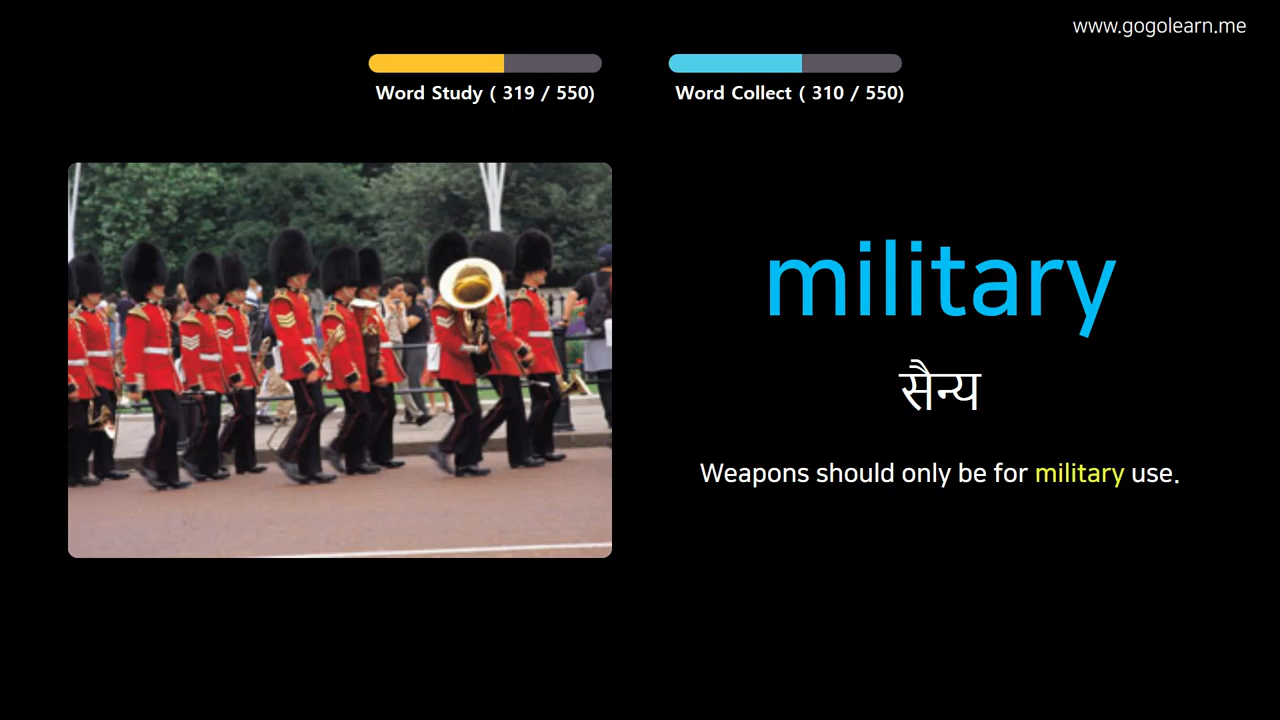 www.gogolearn.me
Word Study ( 319 / 550)
Word Collect ( 310 / 550)
military
सैन्य
Weapons should only be for military use.